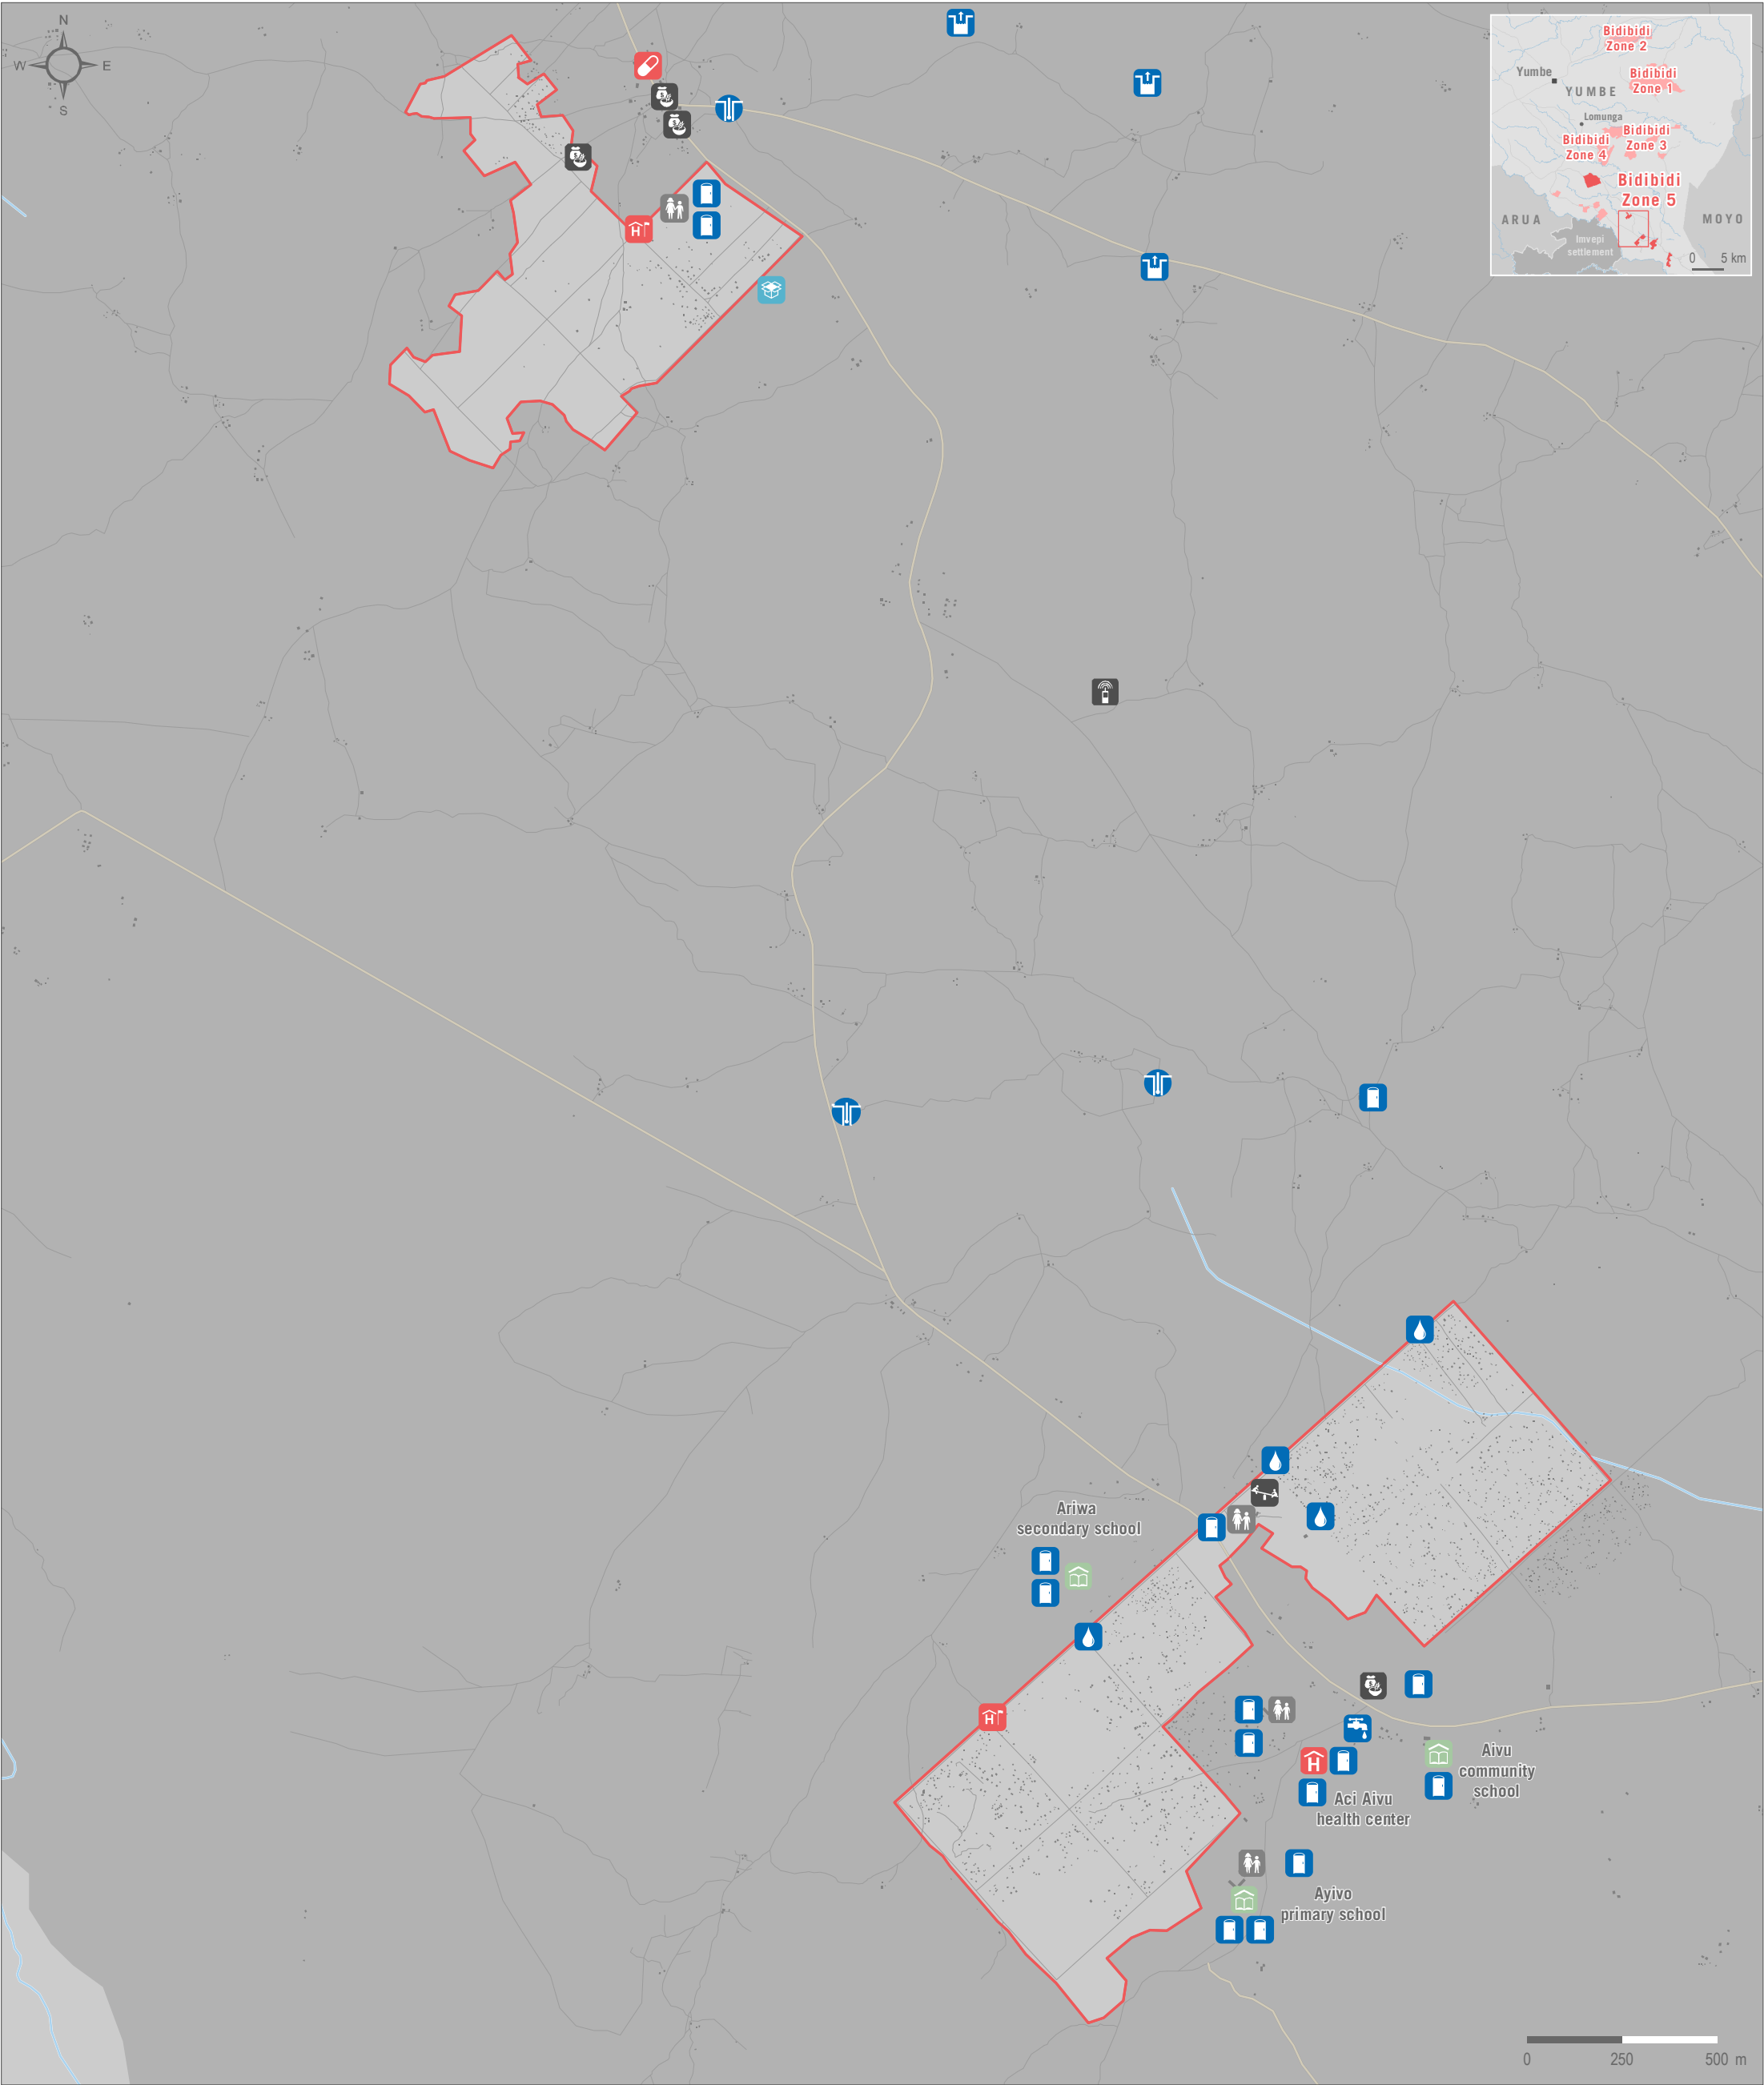 N
W
E
S
Bidibidi
Zone 2
Yumbe
YUMBE
Bidibidi
Zone 1
Lomunga
Bidibidi
Zone 3
Bidibidi
Zone 4
Bidibidi
Zone 5
ARUA
MOYO
Imvepi
settlement
0 5 km
Ariwa
secondary school
Aivu
community
school
Aci Aivu
health center
Ayivo
primary school
0 250 500 m